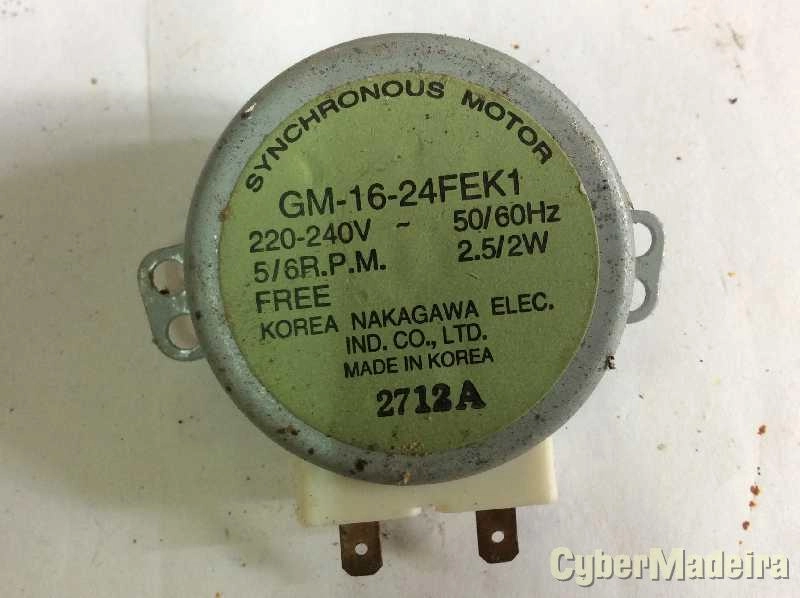 SYNCHRONOUS MOTOR
GM-16-24FEK1
220-240V ~ 50/60Hz
5/6R.P.M. 2.5/2W
FREE
KOREA NAKAGAWA ELEC.
IND. CO., LTD.
MADE IN KOREA
2712A
CyberMadeira